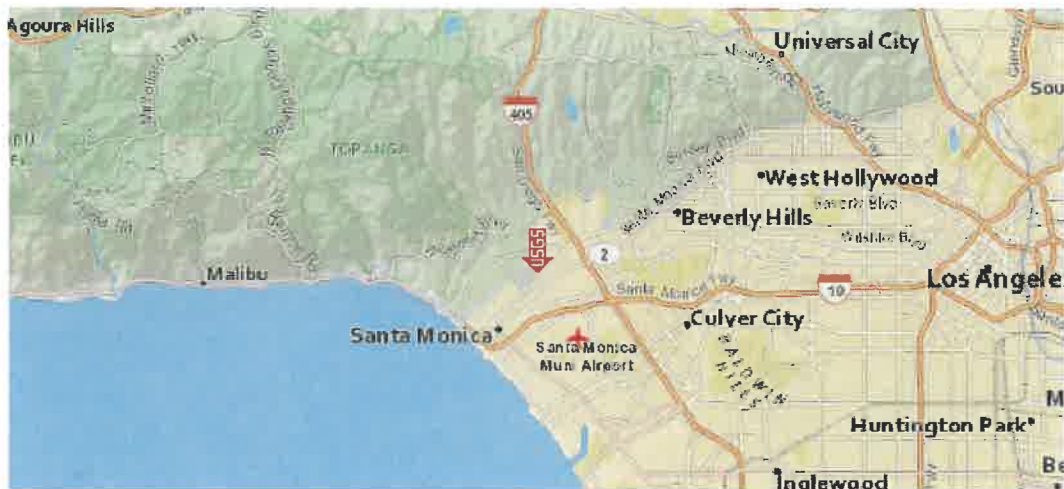 Agoura Hills
Universal City
405
TOPANGA
West Hollywood
Beverly Blvd
Beverly Hills
Wilshire Blvd
USGS
2
Malibu
Santa Monica Fwy
10
Los Angele
Santa Monica
Culver City
Santa Monica
Muni Airport
BALDWIN
HILLS
Huntington Park
Inglewood